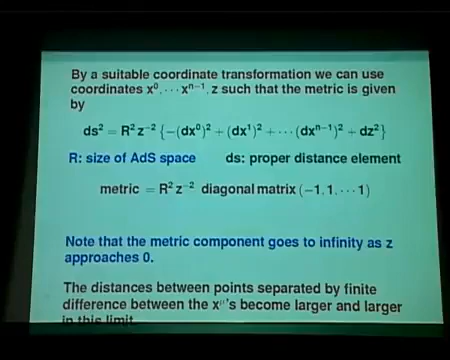 By a suitable coordinate transformation we can use
coordinates x⁰, ⋯ xⁿ⁻¹, z such that the metric is given
by
ds² = R² z⁻² {−(dx⁰)² + (dx¹)² + ⋯ (dxⁿ⁻¹)² + dz²}
R: size of AdS space ds: proper distance element
metric = R² z⁻² diagonal matrix (−1, 1, ⋯ 1)
Note that the metric component goes to infinity as z
approaches 0.
The distances between points separated by finite
difference between the x^μ's become larger and larger
in this limit